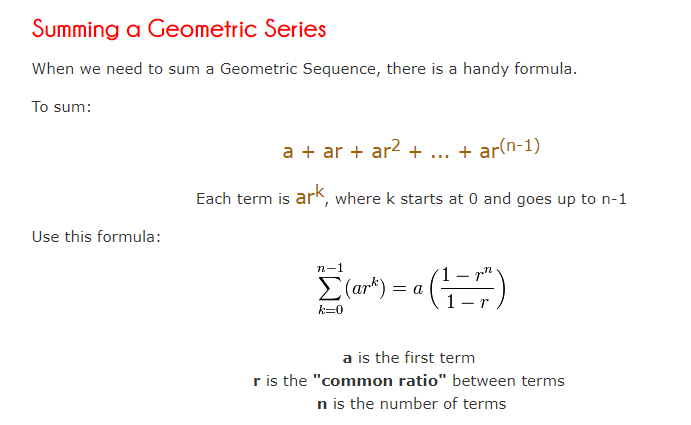 Summing a Geometric Series
When we need to sum a Geometric Sequence, there is a handy formula.
To sum:
a + ar + ar² + ... + ar⁽ⁿ⁻¹⁾
Each term is arᵏ, where k starts at 0 and goes up to n-1
Use this formula:
\sum_{k=0}^{n-1}(ar^k) = a\left(\frac{1-r^n}{1-r}\right)
a is the first term
r is the "common ratio" between terms
n is the number of terms